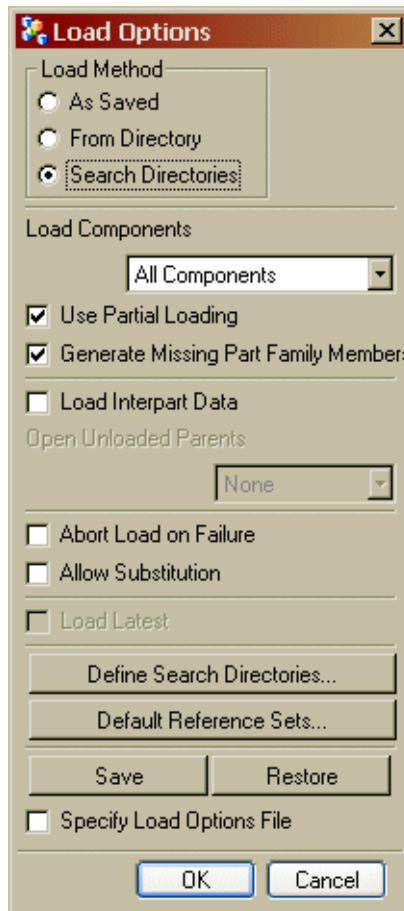 Load Options
Load Method
As Saved
From Directory
Search Directories
Load Components
All Components
Use Partial Loading
Generate Missing Part Family Member
Load Interpart Data
Open Unloaded Parents
None
Abort Load on Failure
Allow Substitution
Load Latest
Define Search Directories...
Default Reference Sets...
Save Restore
Specify Load Options File
OK Cancel